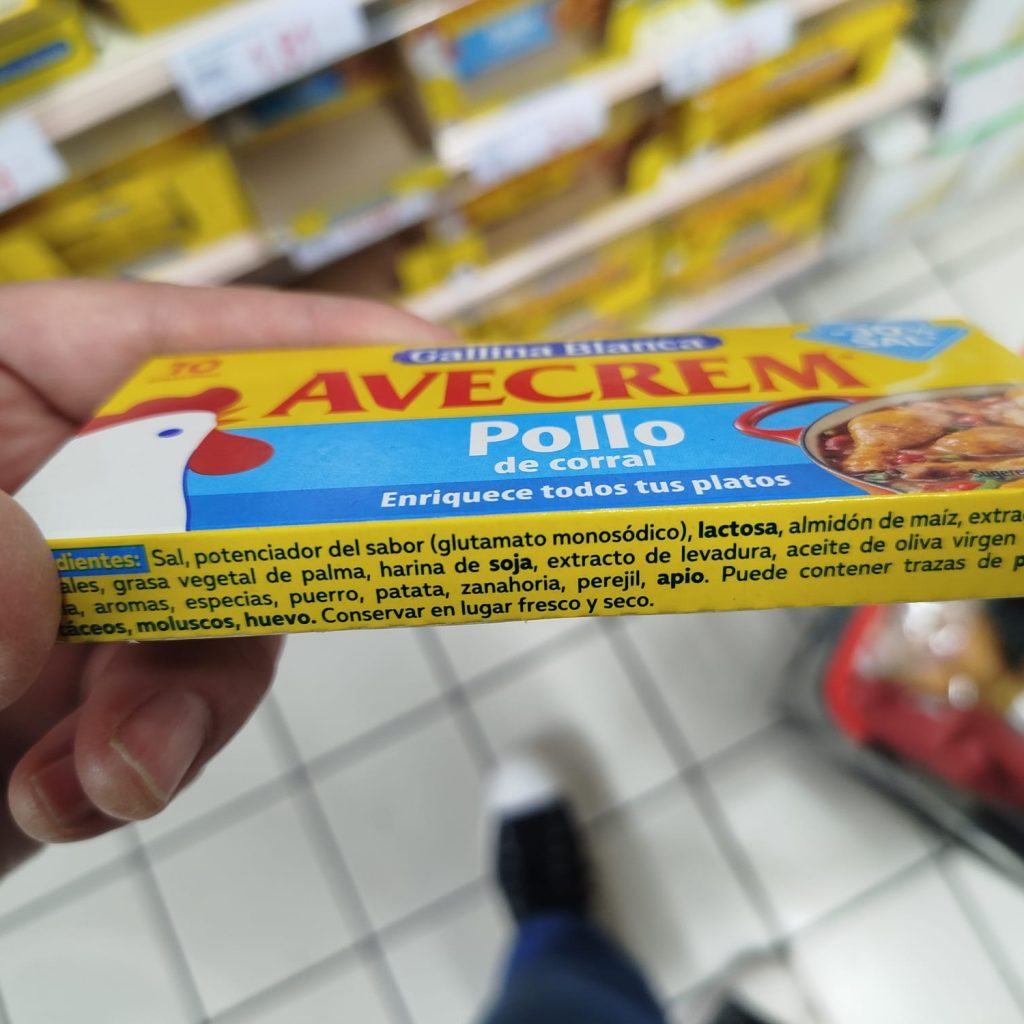 Gallina Blanca
10
AVECREM
SAL
Pollo
de corral
Enriquece todos tus platos
dientes: Sal, potenciador del sabor (glutamato monosódico), lactosa, almidón de maíz, extra
ales, grasa vegetal de palma, harina de soja, extracto de levadura, aceite de oliva virgen
aromas, especias, puerro, patata, zanahoria, perejil, apio. Puede contener trazas de p
táceos, moluscos, huevo. Conservar en lugar fresco y seco.